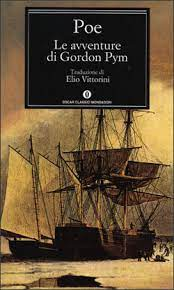 Poe
Le avventure
di Gordon Pym
Traduzione di
Elio Vittorini
OSCAR CLASSICI MONDADORI